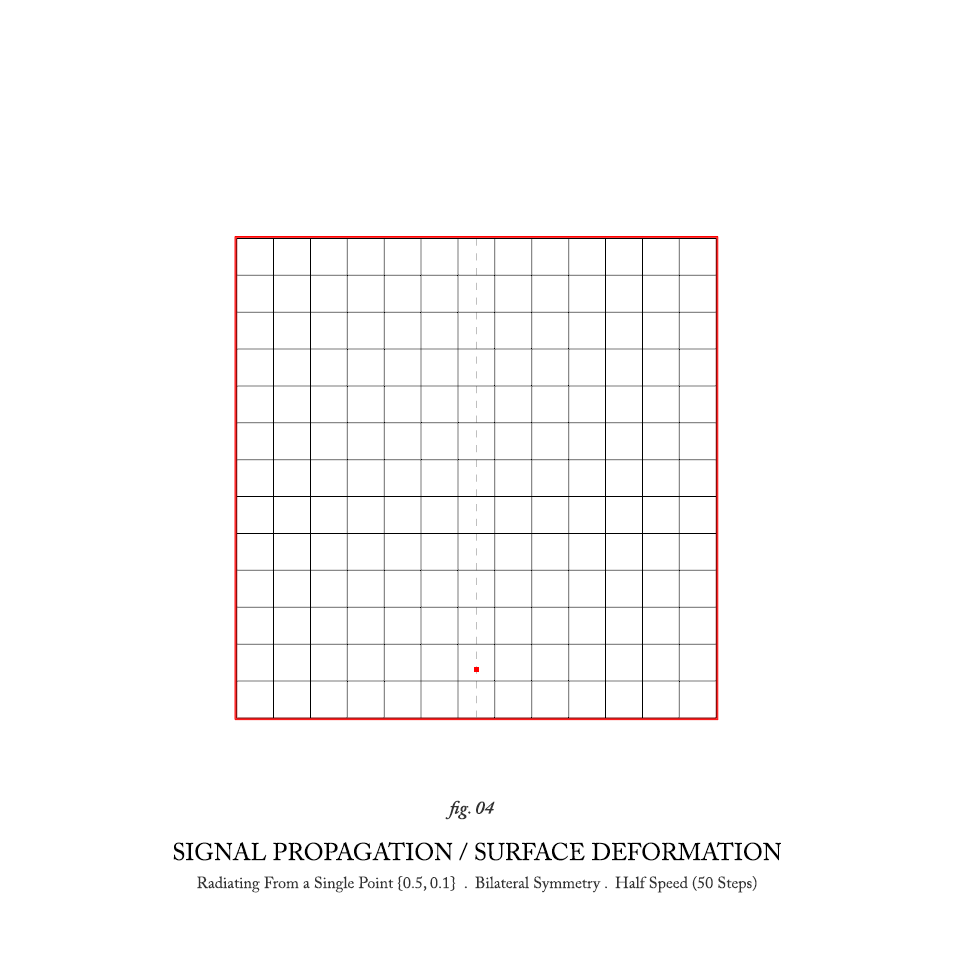 fig. 04
SIGNAL PROPAGATION / SURFACE DEFORMATION
Radiating From a Single Point {0.5, 0.1} . Bilateral Symmetry . Half Speed (50 Steps)